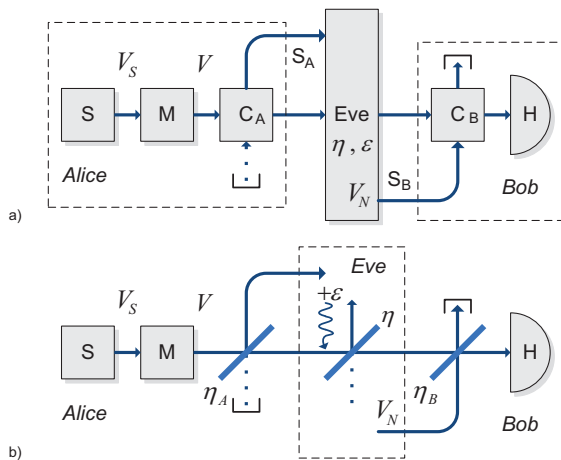 V_S V S_A
S M C_A Eve C_B H
η , ε
Alice V_N S_B Bob
a)
Eve
V_S V +ε η
S M H
Alice η_A V_N η_B Bob
b)